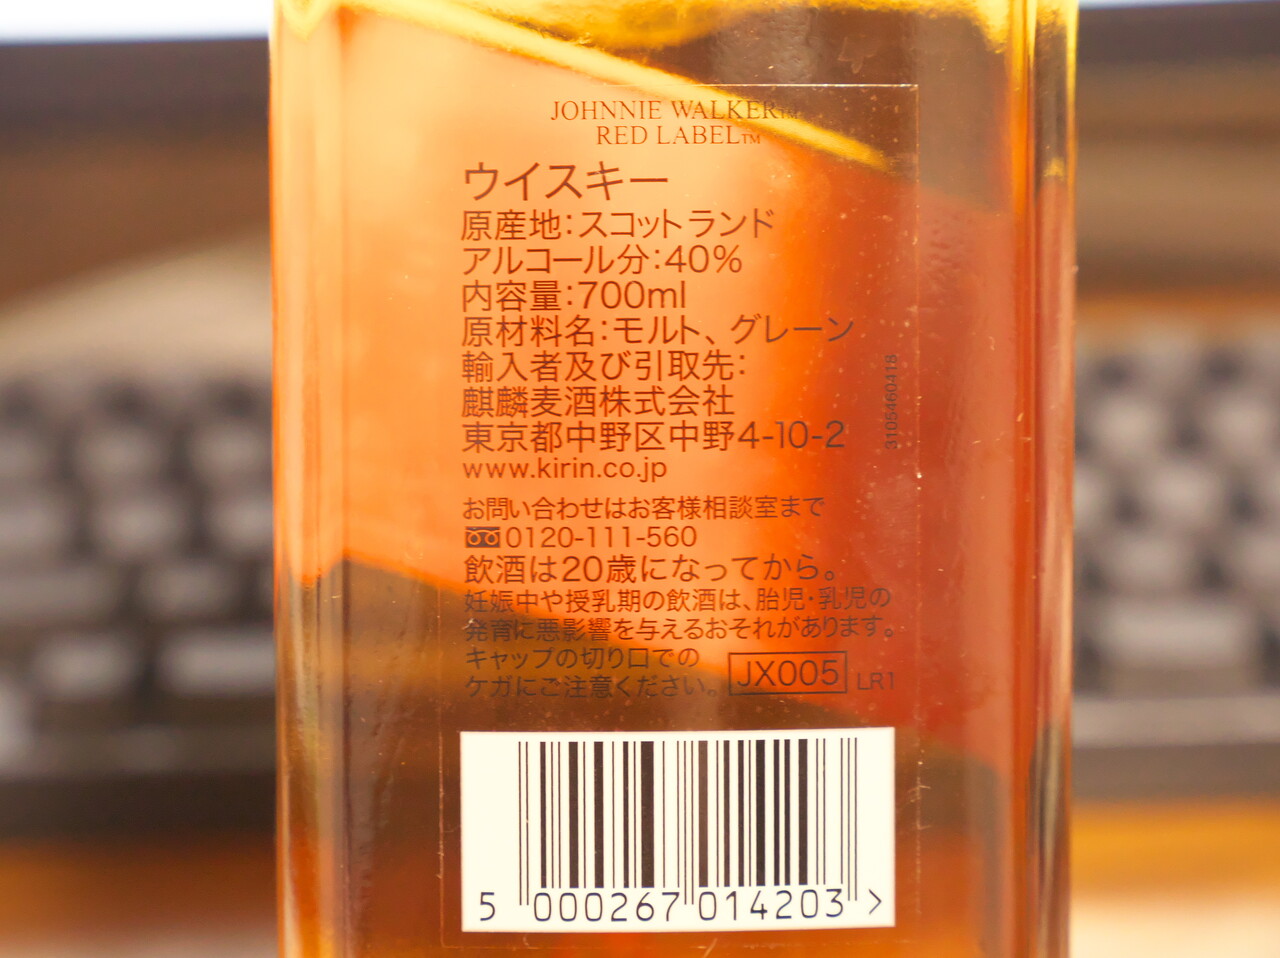 JOHNNIE WALKER™
RED LABEL™
ウイスキー
原産地：スコットランド
アルコール分：40%
内容量：700ml
原材料名：モルト、グレーン
輸入者及び引取先：
麒麟麦酒株式会社
東京都中野区中野4-10-2
www.kirin.co.jp
お問い合わせはお客様相談室まで
0120-111-560
飲酒は20歳になってから。
妊娠中や授乳期の飲酒は、胎児・乳児の
発育に悪影響を与えるおそれがあります。
キャップの切り口での
ケガにご注意ください。 JX005 LR1
3105460418
5 000267 014203 >